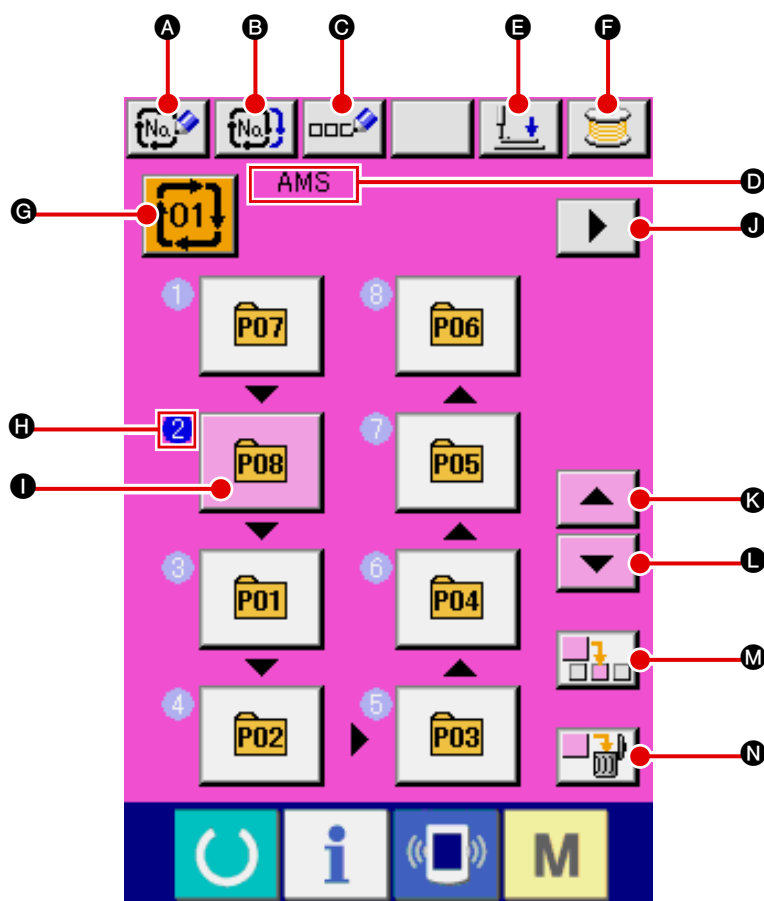 A B C E F
No. No.
AMS D
G 01 J
1 P07 8 P06
H 2 P08 7 P05
I K
3 P01 6 P04 L
M
4 P02 5 P03 N
i M